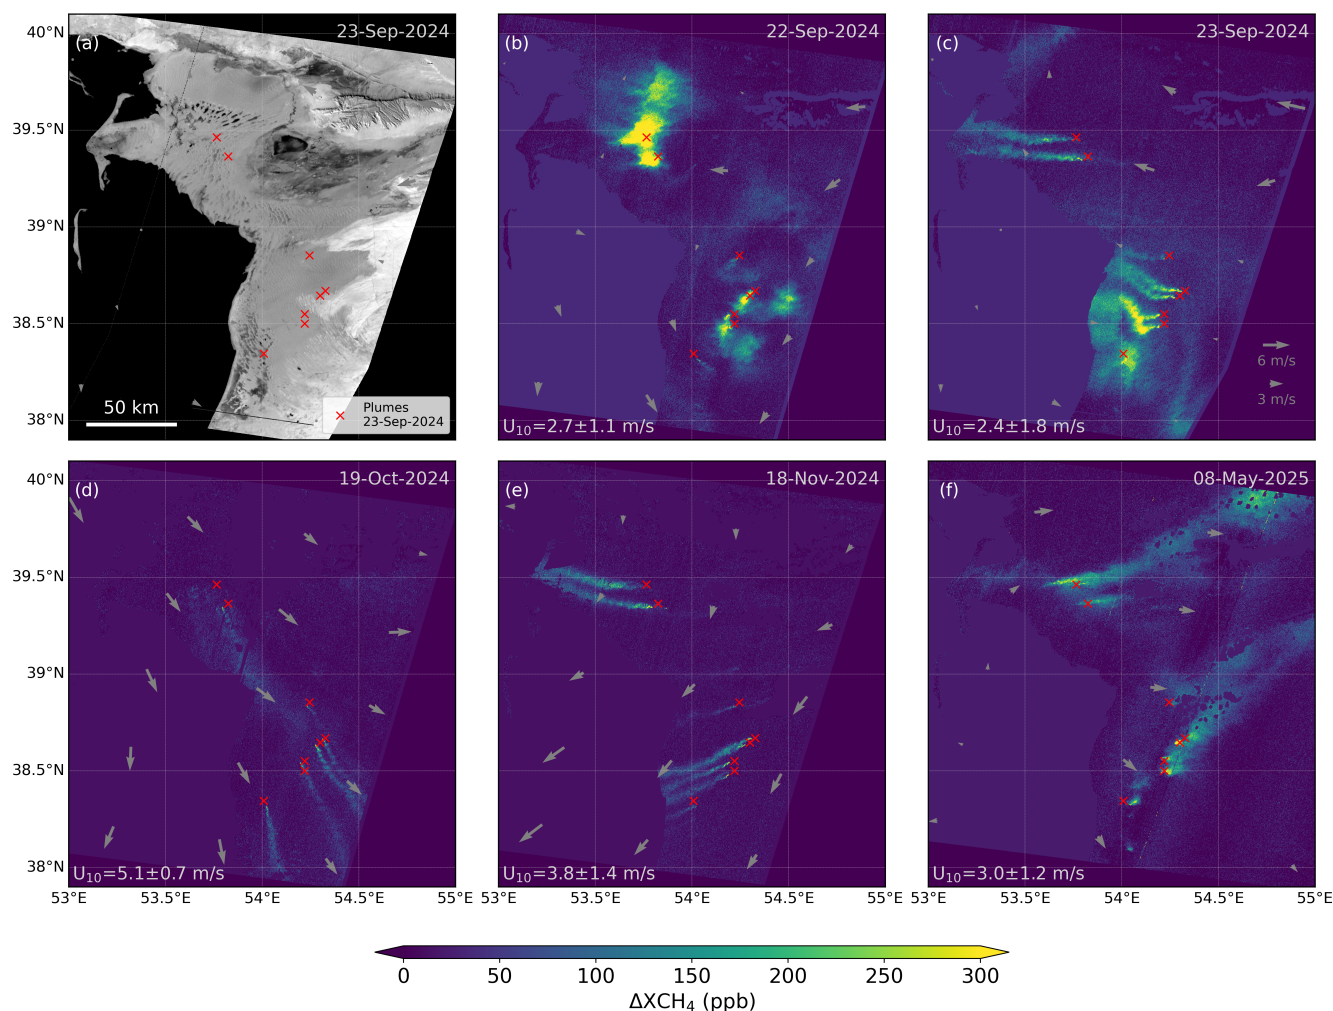 (a) 23-Sep-2024
(b) 22-Sep-2024
(c) 23-Sep-2024
40°N
39.5°N
39°N
38.5°N
38°N
50 km
Plumes
23-Sep-2024
U₁₀=2.7±1.1 m/s
6 m/s
3 m/s
U₁₀=2.4±1.8 m/s
(d) 19-Oct-2024
(e) 18-Nov-2024
(f) 08-May-2025
40°N
39.5°N
39°N
38.5°N
38°N
U₁₀=5.1±0.7 m/s
U₁₀=3.8±1.4 m/s
U₁₀=3.0±1.2 m/s
53°E 53.5°E 54°E 54.5°E 55°E
53°E 53.5°E 54°E 54.5°E 55°E
53°E 53.5°E 54°E 54.5°E 55°E
0 50 100 150 200 250 300
ΔXCH₄ (ppb)